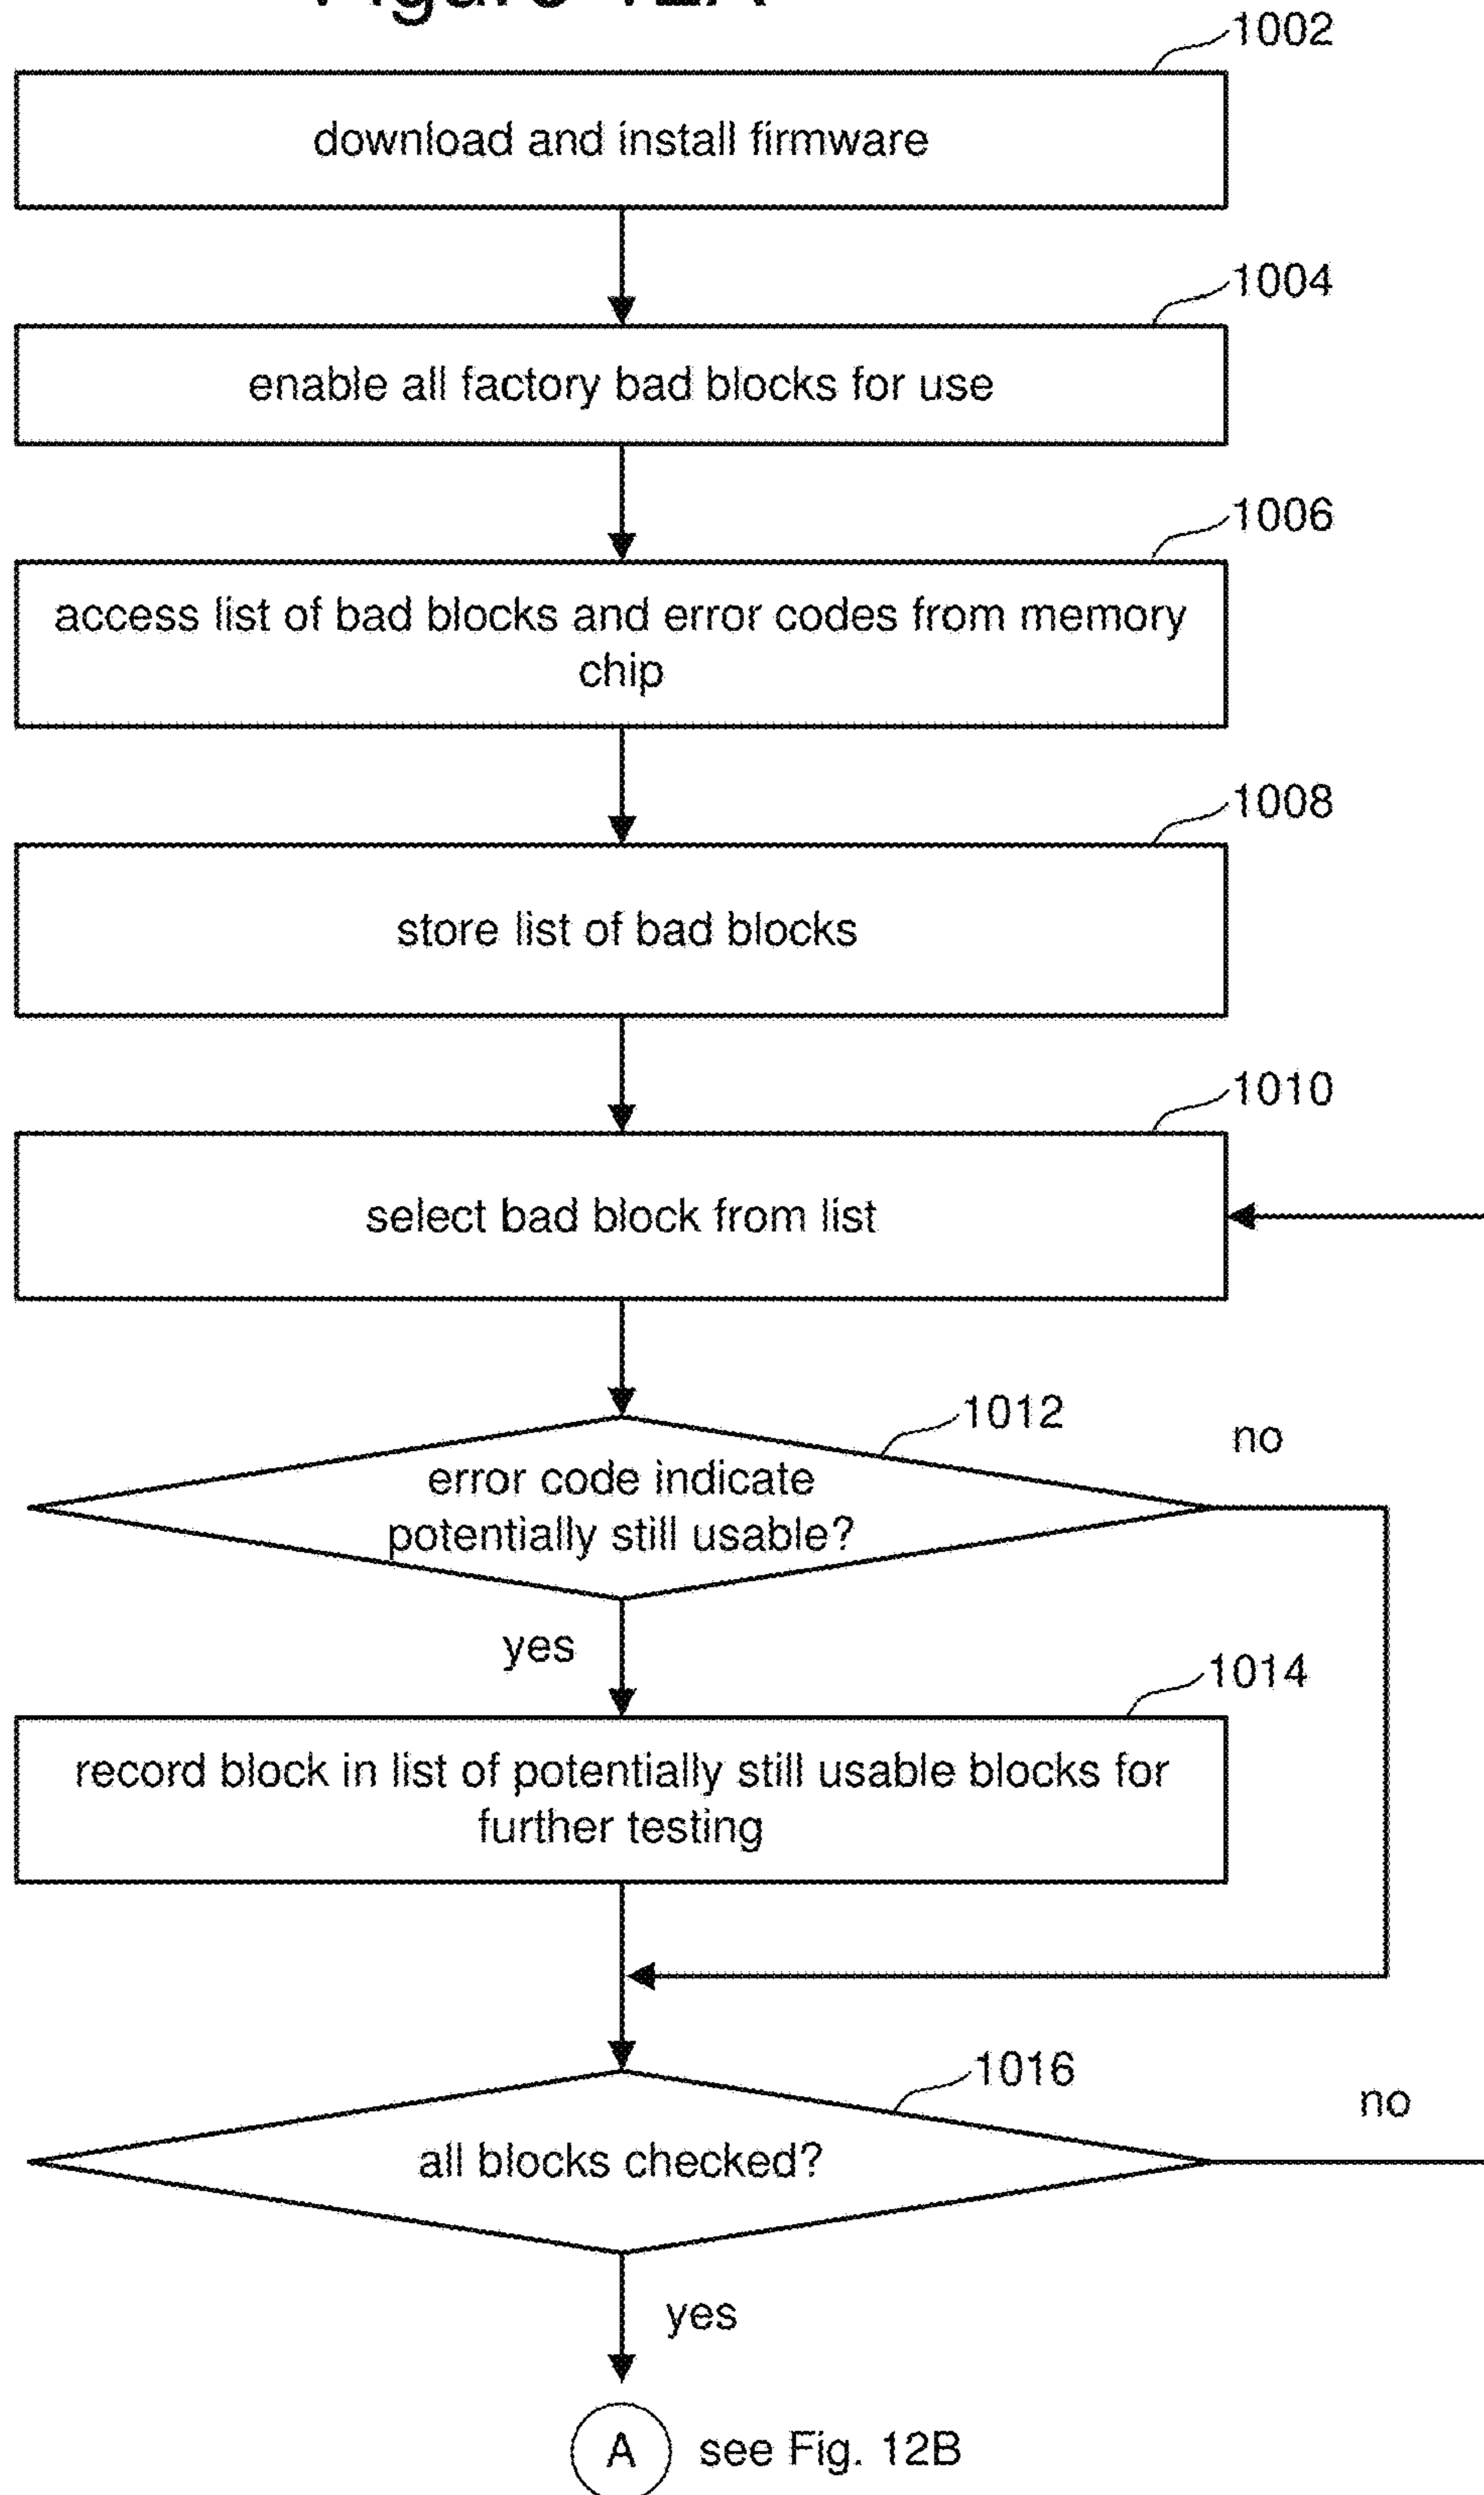 Figure 12A
1002
download and install firmware
1004
enable all factory bad blocks for use
1006
access list of bad blocks and error codes from memory
chip
1008
store list of bad blocks
1010
select bad block from list
1012
no
error code indicate
potentially still usable?
yes
1014
record block in list of potentially still usable blocks for
further testing
1016
no
all blocks checked?
yes
A see Fig. 12B